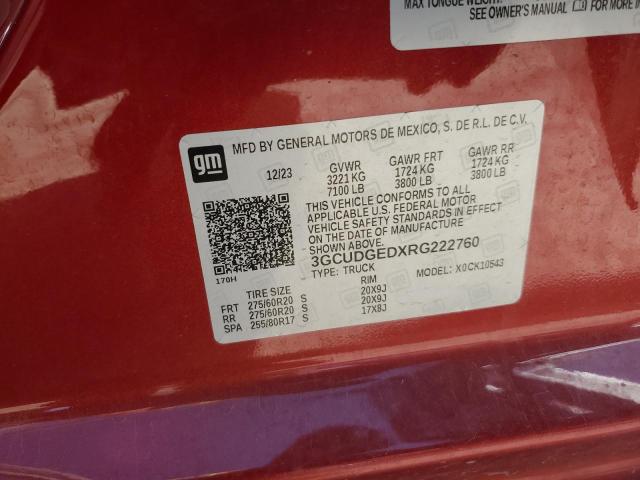 MAX TONGUE WEIGHT:
SEE OWNER'S MANUAL FOR MORE
gm
MFD BY GENERAL MOTORS DE MEXICO, S. DE R.L. DE C.V.
12/23 GVWR GAWR FRT GAWR RR
3221 KG 1724 KG 1724 KG
7100 LB 3800 LB 3800 LB
THIS VEHICLE CONFORMS TO ALL
APPLICABLE U.S. FEDERAL MOTOR
VEHICLE SAFETY STANDARDS IN EFFECT
ON THE DATE OF MANUFACTURE
SHOWN ABOVE.
3GCUDGEDXRG222760
TYPE: TRUCK MODEL: X0CK10543
170H
TIRE SIZE RIM
FRT 275/60R20 S 20X9J
RR 275/60R20 S 20X9J
SPA 255/80R17 S 17X8J